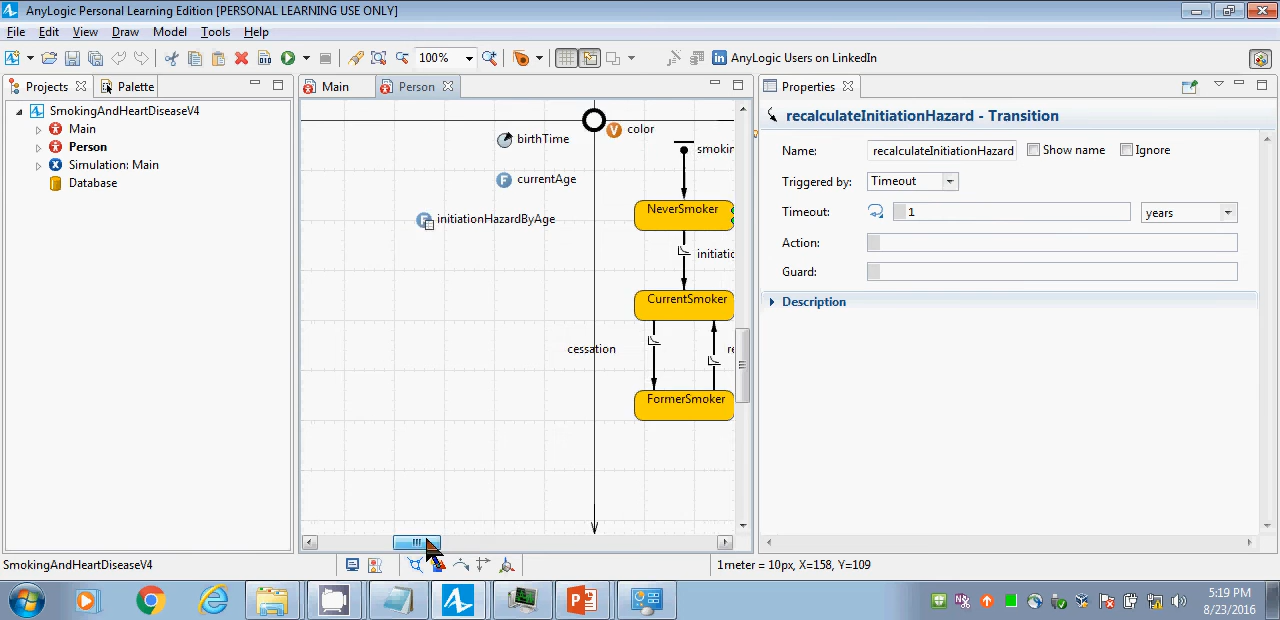 AnyLogic Personal Learning Edition [PERSONAL LEARNING USE ONLY]
File Edit View Draw Model Tools Help
100% AnyLogic Users on LinkedIn
Projects Palette Main Person Properties
SmokingAndHeartDiseaseV4
Main
Person
Simulation: Main
Database
color
birthTime
smokin
currentAge
NeverSmoker
initiationHazardByAge
initiatio
CurrentSmoker
cessation
re
FormerSmoker
recalculateInitiationHazard - Transition
Name: recalculateInitiationHazard Show name Ignore
Triggered by: Timeout
Timeout: 1 years
Action:
Guard:
Description
SmokingAndHeartDiseaseV4 1meter = 10px, X=158, Y=109
5:19 PM
8/23/2016